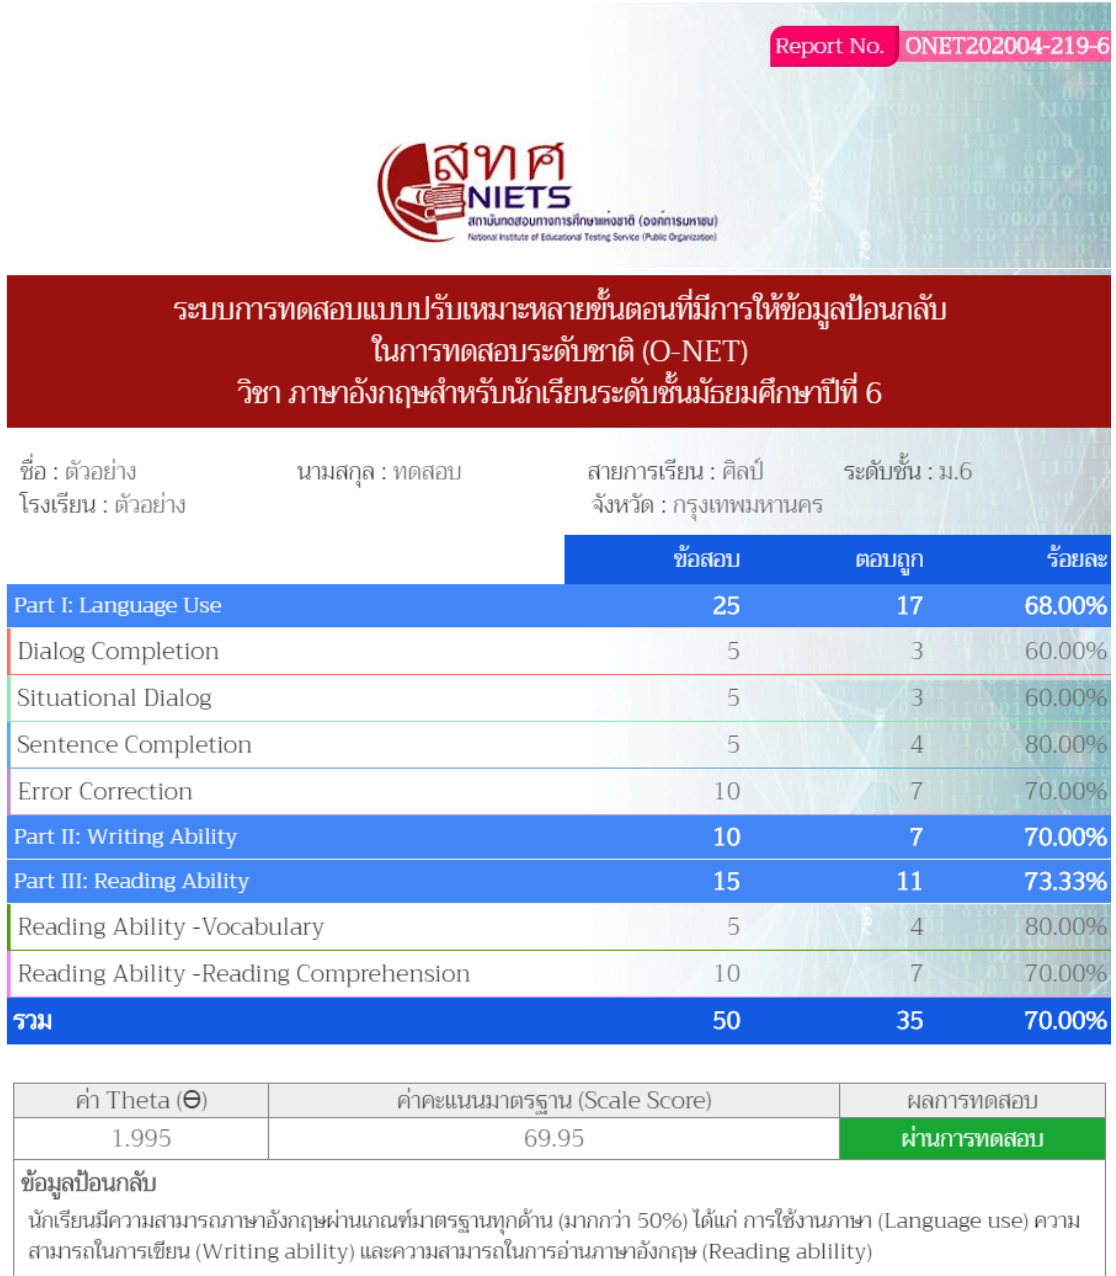 Report No. ONET202004-219-6
สทศ
NIETS
สถาบันทดสอบทางการศึกษาแห่งชาติ (องค์การมหาชน)
National Institute of Educational Testing Service (Public Organization)
ระบบการทดสอบแบบปรับเหมาะหลายขั้นตอนที่มีการให้ข้อมูลป้อนกลับ
ในการทดสอบระดับชาติ (O-NET)
วิชา ภาษาอังกฤษสำหรับนักเรียนระดับชั้นมัธยมศึกษาปีที่ 6
ชื่อ : ตัวอย่าง นามสกุล : ทดสอบ สายการเรียน : ศิลป์ ระดับชั้น : ม.6
โรงเรียน : ตัวอย่าง จังหวัด : กรุงเทพมหานคร
ข้อสอบ ตอบถูก ร้อยละ
Part I: Language Use 25 17 68.00%
Dialog Completion 5 3 60.00%
Situational Dialog 5 3 60.00%
Sentence Completion 5 4 80.00%
Error Correction 10 7 70.00%
Part II: Writing Ability 10 7 70.00%
Part III: Reading Ability 15 11 73.33%
Reading Ability -Vocabulary 5 4 80.00%
Reading Ability -Reading Comprehension 10 7 70.00%
รวม 50 35 70.00%
ค่า Theta (Ө) ค่าคะแนนมาตรฐาน (Scale Score) ผลการทดสอบ
1.995 69.95 ผ่านการทดสอบ
ข้อมูลป้อนกลับ
นักเรียนมีความสามารถภาษาอังกฤษผ่านเกณฑ์มาตรฐานทุกด้าน (มากกว่า 50%) ได้แก่ การใช้งานภาษา (Language use) ความ
สามารถในการเขียน (Writing ability) และความสามารถในการอ่านภาษาอังกฤษ (Reading ablility)